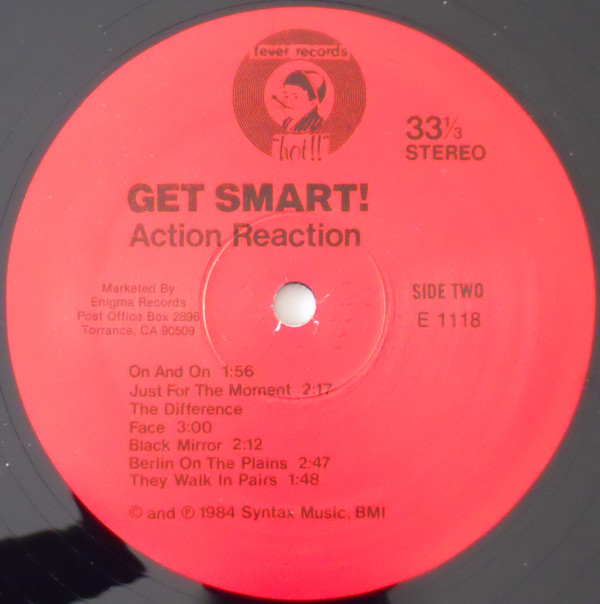 fever records
"hot!!"
33⅓
STEREO
GET SMART!
Action Reaction
Marketed By
Enigma Records
Post Office Box 2896
Torrance, CA. 90509
SIDE TWO
E 1118
On And On 1:56
Just For The Moment 2:17
The Difference
Face 3:00
Black Mirror 2:12
Berlin On The Plains 2:47
They Walk In Pairs 1:48
© and ℗ 1984 Syntax Music, BMI